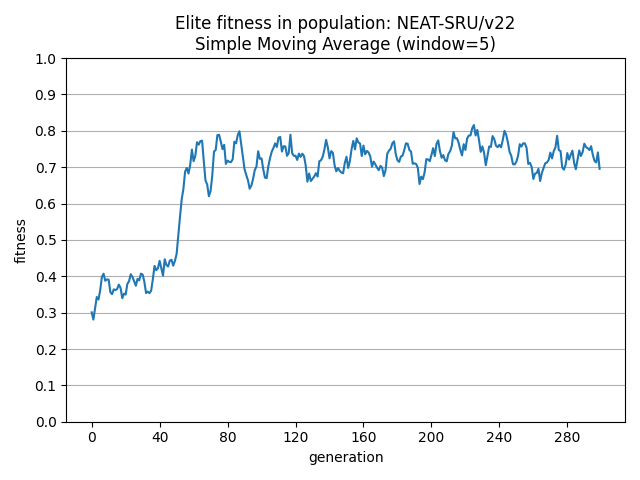 Elite fitness in population: NEAT-SRU/v22
Simple Moving Average (window=5)
1.0
0.9
0.8
0.7
0.6
0.5
0.4
0.3
0.2
0.1
0.0
fitness
0 40 80 120 160 200 240 280
generation